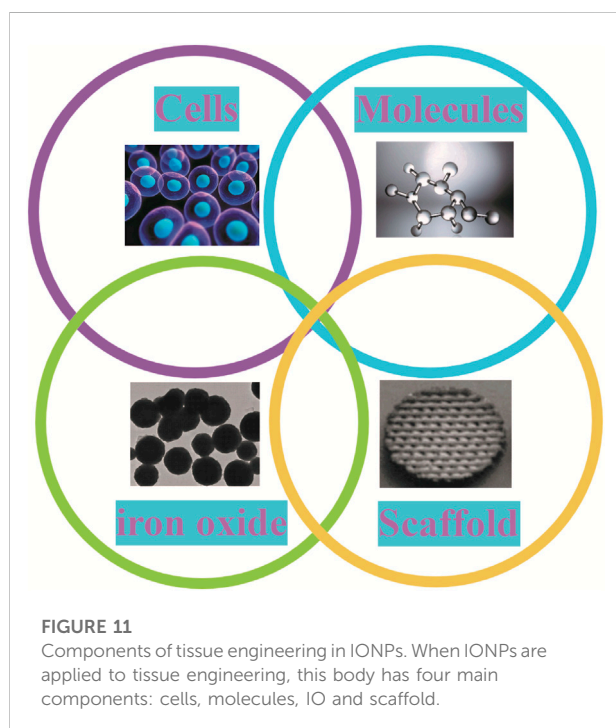 Cells
Molecules
iron oxide
Scaffold
FIGURE 11
Components of tissue engineering in IONPs. When IONPs are
applied to tissue engineering, this body has four main
components: cells, molecules, IO and scaffold.